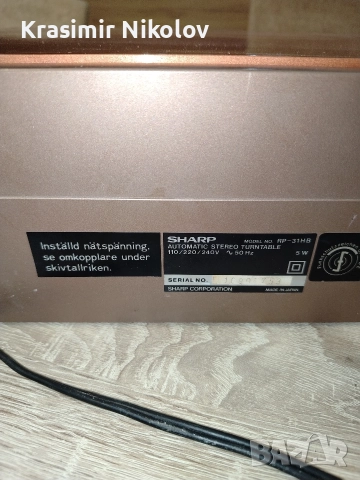 Krasimir Nikolov
Inställd nätspänning,
se omkopplare under
skivtallriken.
SHARP MODEL NO. RP-31HB
AUTOMATIC STEREO TURNTABLE
110/220/240V ∿ 50 Hz 5 W
SERIAL NO.
SHARP CORPORATION MADE IN JAPAN
BAZAR